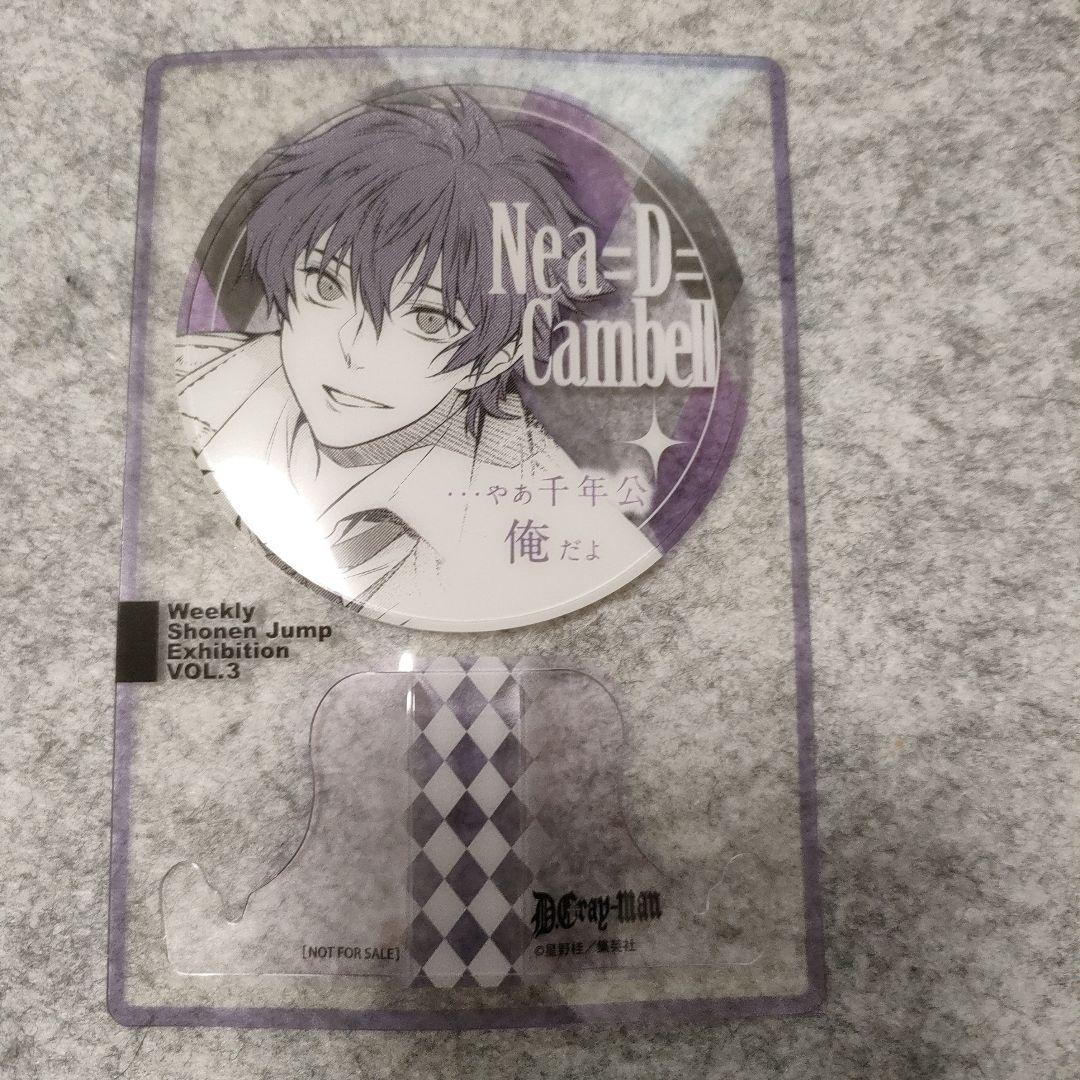 Nea=D=
Cambell
…やあ千年公
俺だよ
Weekly
Shonen Jump
Exhibition
VOL.3
D.Gray-man
[NOT FOR SALE]
©星野桂／集英社